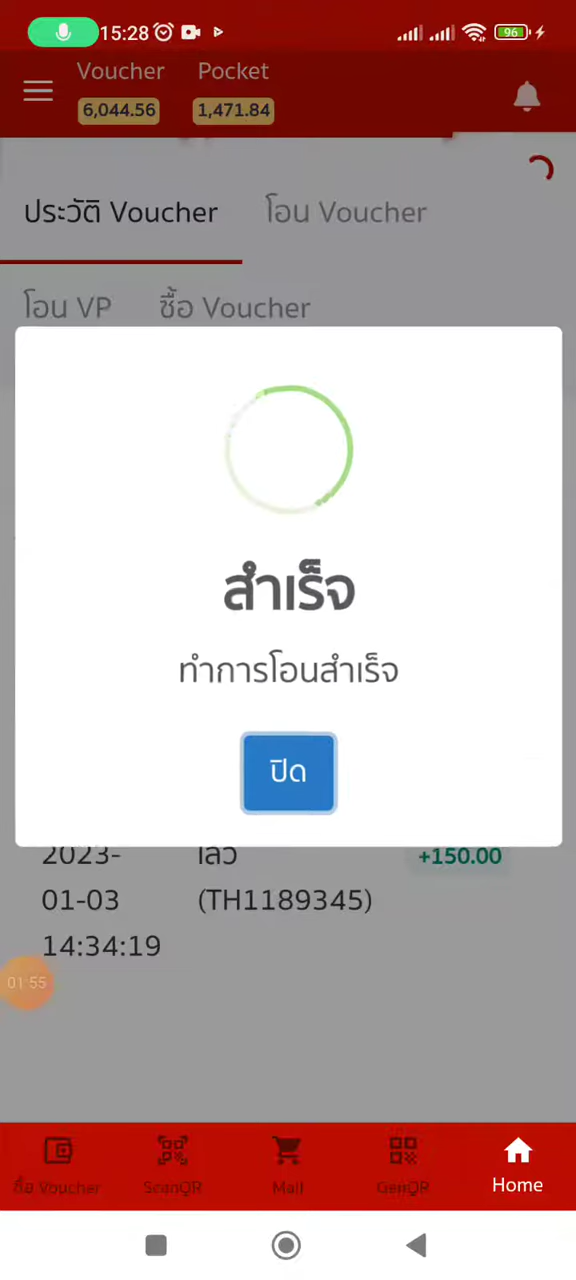 15:28
96
Voucher Pocket
6,044.56 1,471.84
ประวัติ Voucher โอน Voucher
โอน VP ซื้อ Voucher
สำเร็จ
ทำการโอนสำเร็จ
ปิด
2023- +150.00
01-03 (TH1189345)
14:34:19
01:55
ซื้อ Voucher ScanQR Mall GenQR Home